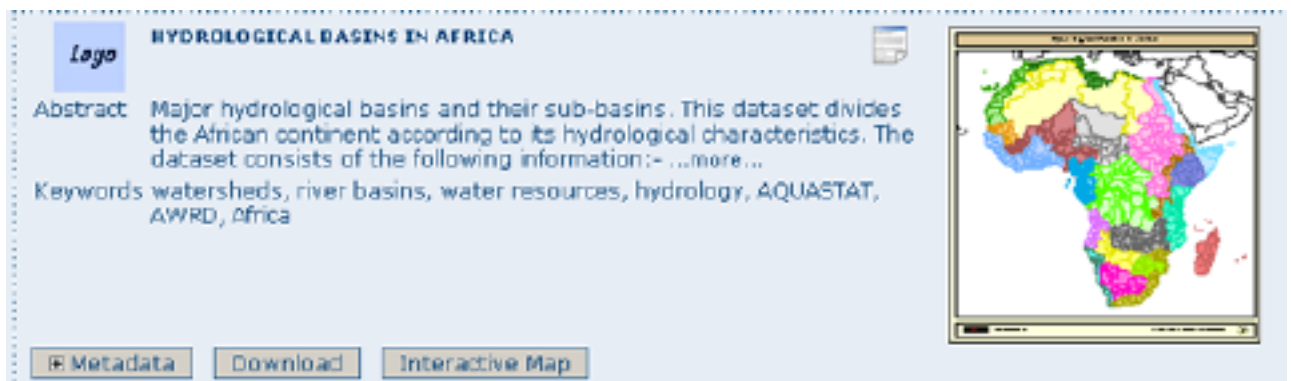 Logo
HYDROLOGICAL BASINS IN AFRICA
Abstract Major hydrological basins and their sub-basins. This dataset divides
the African continent according to its hydrological characteristics. The
dataset consists of the following information:- ...more...
Keywords watersheds, river basins, water resources, hydrology, AQUASTAT,
AWRD, Africa
Metadata Download Interactive Map